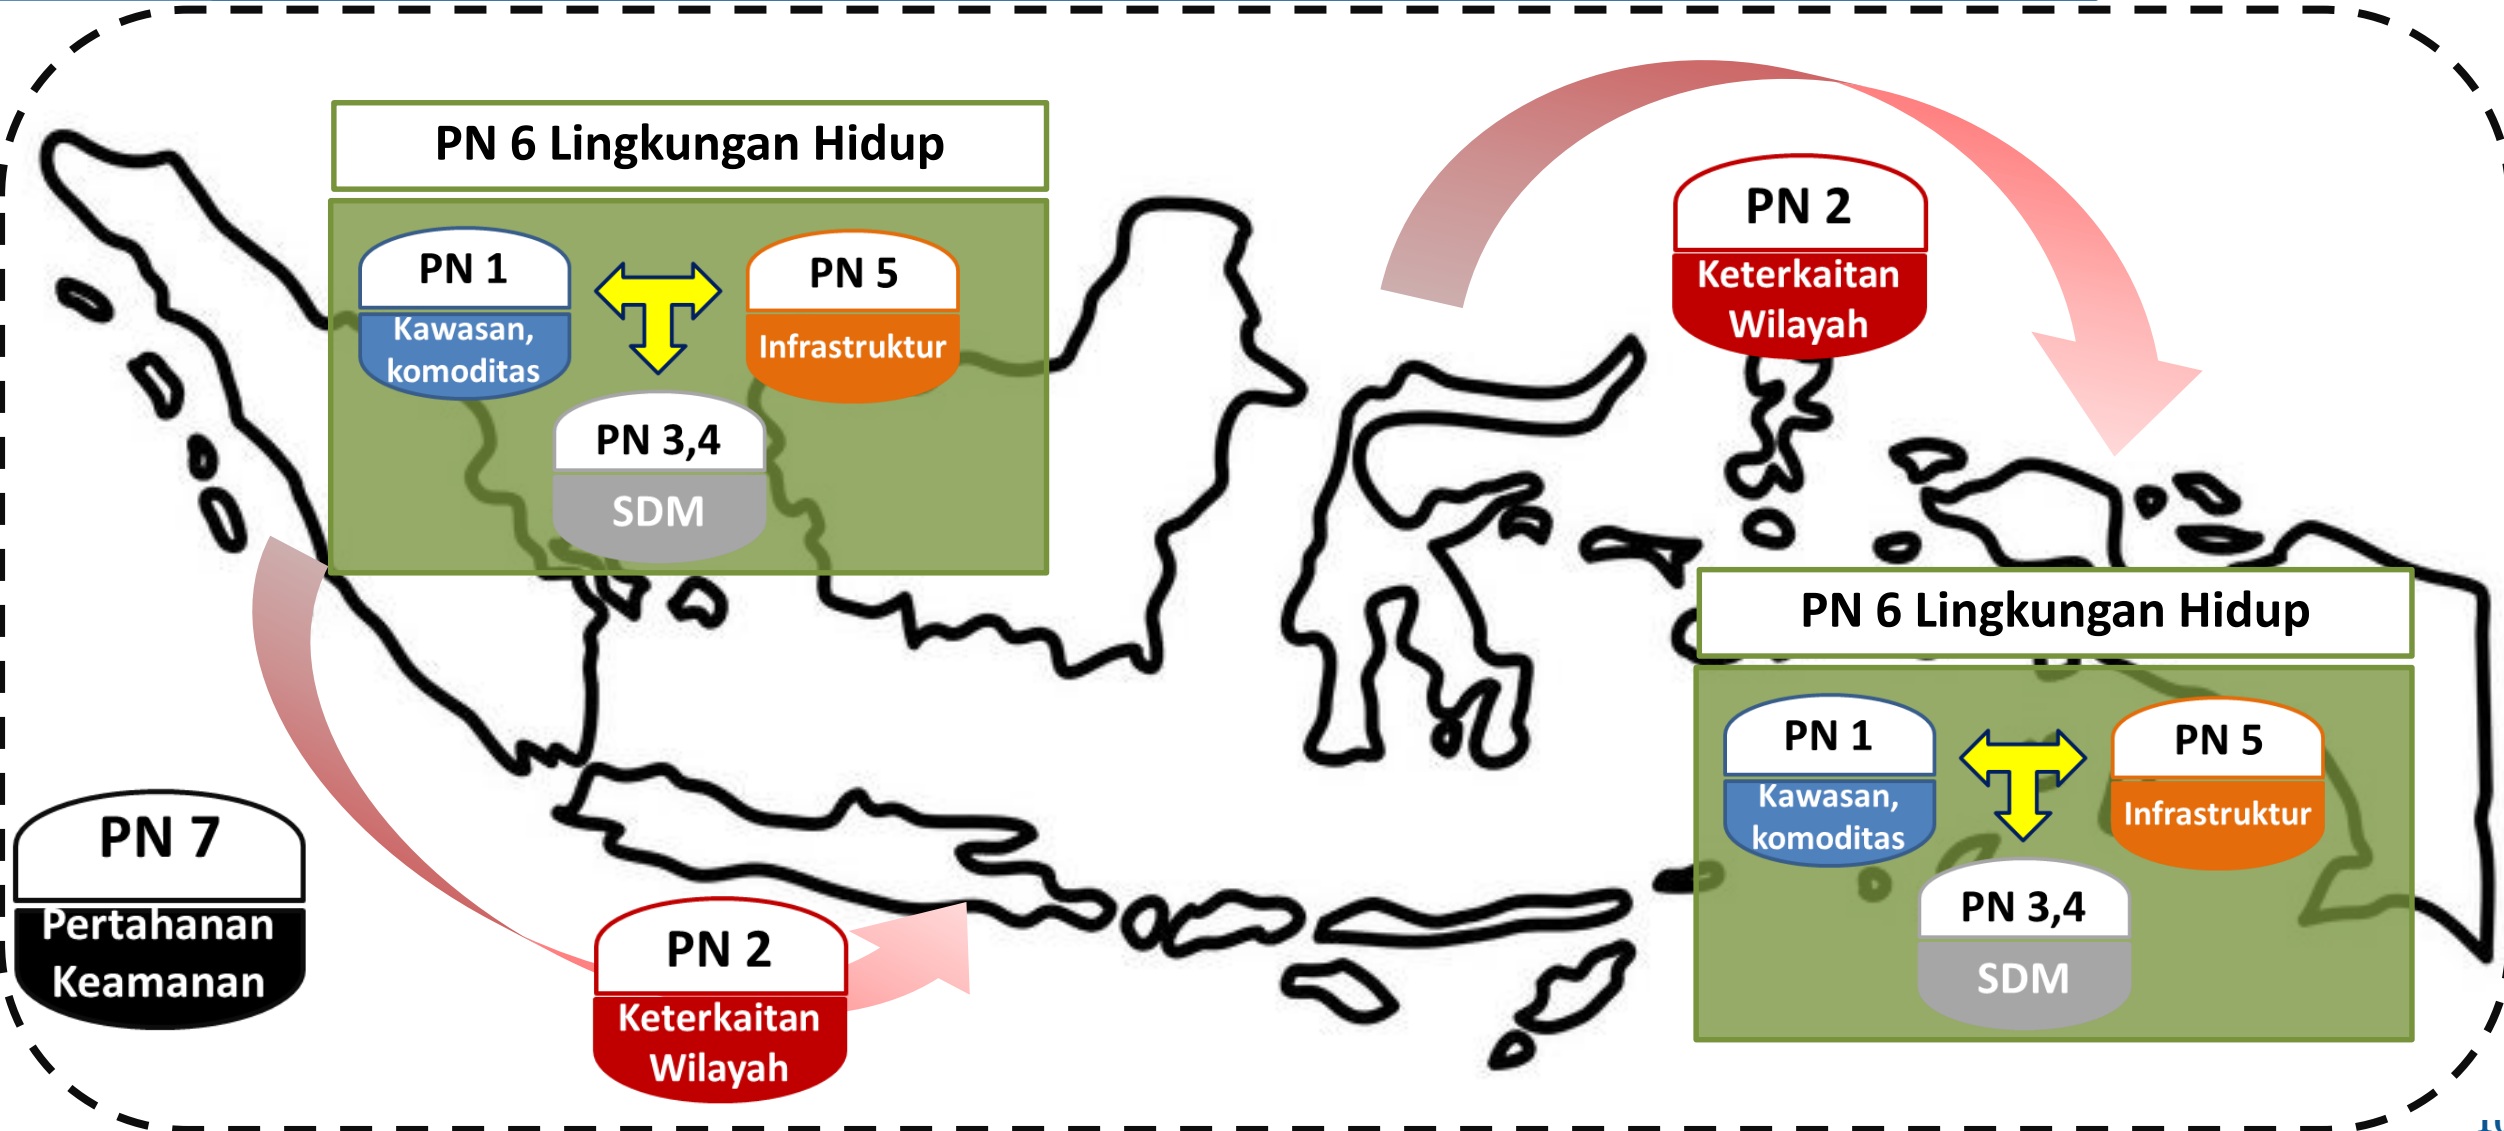 PN 6 Lingkungan Hidup
PN 1
Kawasan,
komoditas
PN 5
Infrastruktur
PN 3,4
SDM
PN 2
Keterkaitan
Wilayah
PN 6 Lingkungan Hidup
PN 1
Kawasan,
komoditas
PN 5
Infrastruktur
PN 3,4
SDM
PN 7
Pertahanan
Keamanan
PN 2
Keterkaitan
Wilayah